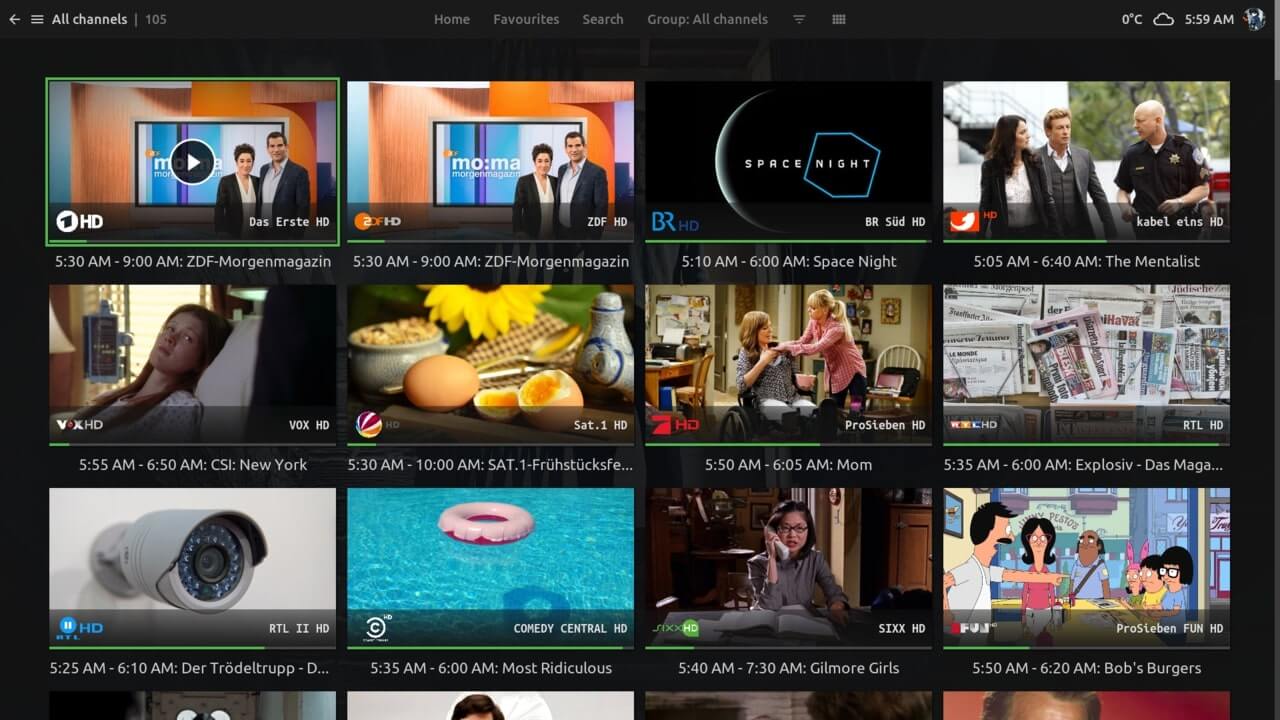 All channels | 105
Home Favourites Search Group: All channels
0°C 5:59 AM
mo:ma
morgenmagazin
HD
Das Erste HD
5:30 AM - 9:00 AM: ZDF-Morgenmagazin
mo:ma
morgenmagazin
ZDF HD
ZDF HD
5:30 AM - 9:00 AM: ZDF-Morgenmagazin
SPACE NIGHT
BR HD
BR Süd HD
5:10 AM - 6:00 AM: Space Night
HD
kabel eins HD
5:05 AM - 6:40 AM: The Mentalist
VOX HD
VOX HD
5:55 AM - 6:50 AM: CSI: New York
HD
Sat.1 HD
5:30 AM - 10:00 AM: SAT.1-Frühstücksfe...
HD
ProSieben HD
5:50 AM - 6:05 AM: Mom
LE MONDE
diplomatique
Jüdische
RTL HD
RTL HD
5:35 AM - 6:00 AM: Explosiv - Das Maga...
HD
RTL
RTL II HD
5:25 AM - 6:10 AM: Der Trödeltrupp - D...
HD
COMEDY CENTRAL HD
5:35 AM - 6:00 AM: Most Ridiculous
sixx HD
SIXX HD
5:40 AM - 7:30 AM: Gilmore Girls
FUN
ProSieben FUN HD
5:50 AM - 6:20 AM: Bob's Burgers